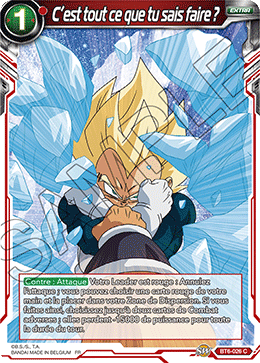 1
C'est tout ce que tu sais faire ?
EXTRA
Contre : Attaque Votre Leader est rouge : Annulez
l'attaque ; vous pouvez choisir une carte rouge de votre
main et la placer dans votre Zone de Dispersion. Si vous
faites ainsi, choisissez jusqu'à deux cartes de Combat
adverses ; elles perdent -15000 de puissance pour toute
la durée du tour.
©B.S./S., T.A.
BANDAI MADE IN BELGIUM FR
BT6-026 C